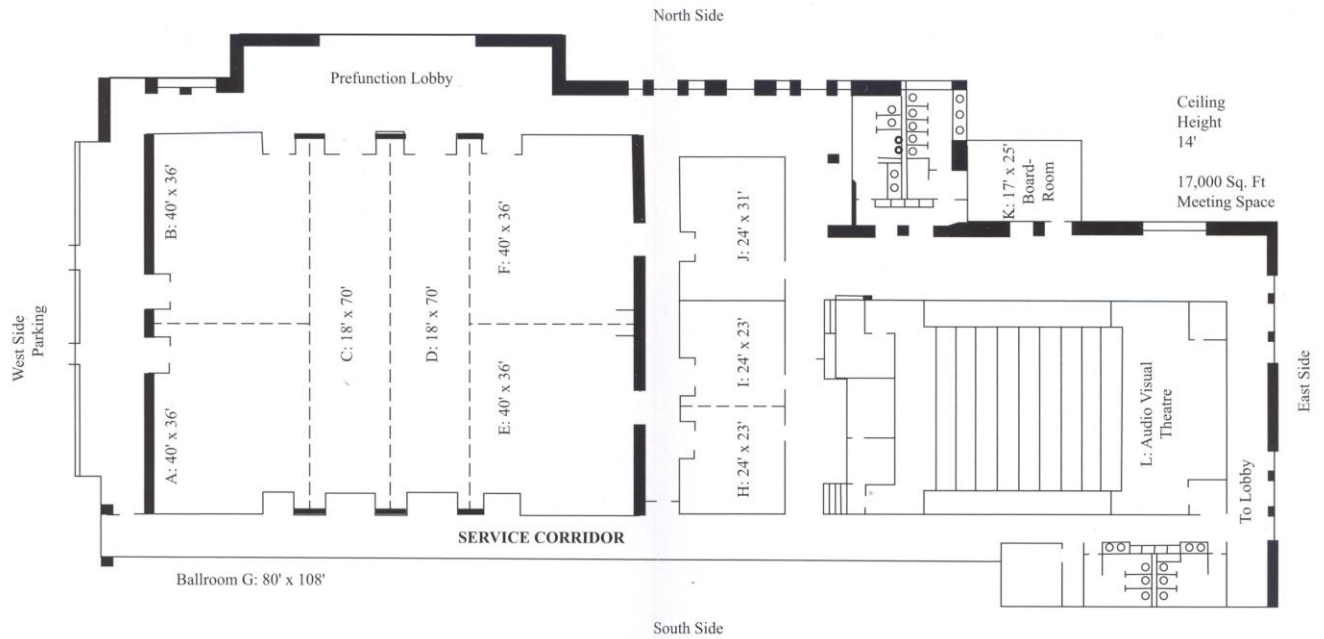 North Side
Prefunction Lobby
Ceiling
Height
14'
17,000 Sq. Ft
Meeting Space
K: 17' x 25'
Board-
Room
B: 40' x 36'
F: 40' x 36'
J: 24' x 31'
West Side
Parking
C: 18' x 70'
D: 18' x 70'
I: 24' x 23'
East Side
A: 40' x 36'
E: 40' x 36'
H: 24' x 23'
L: Audio Visual
Theatre
To Lobby
SERVICE CORRIDOR
Ballroom G: 80' x 108'
South Side